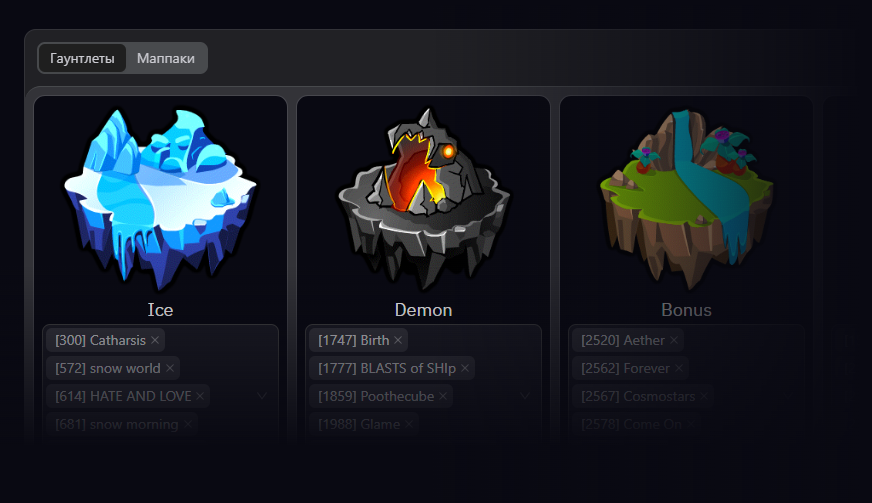 Гаунтлеты Маппаки
Ice
[300] Catharsis ×
[572] snow world ×
[614] HATE AND LOVE ×
[681] snow morning ×
Demon
[1747] Birth ×
[1777] BLASTS of SHIp ×
[1859] Poothecube ×
[1988] Glame ×
Bonus
[2520] Aether ×
[2562] Forever ×
[2567] Cosmostars ×
[2578] Come On